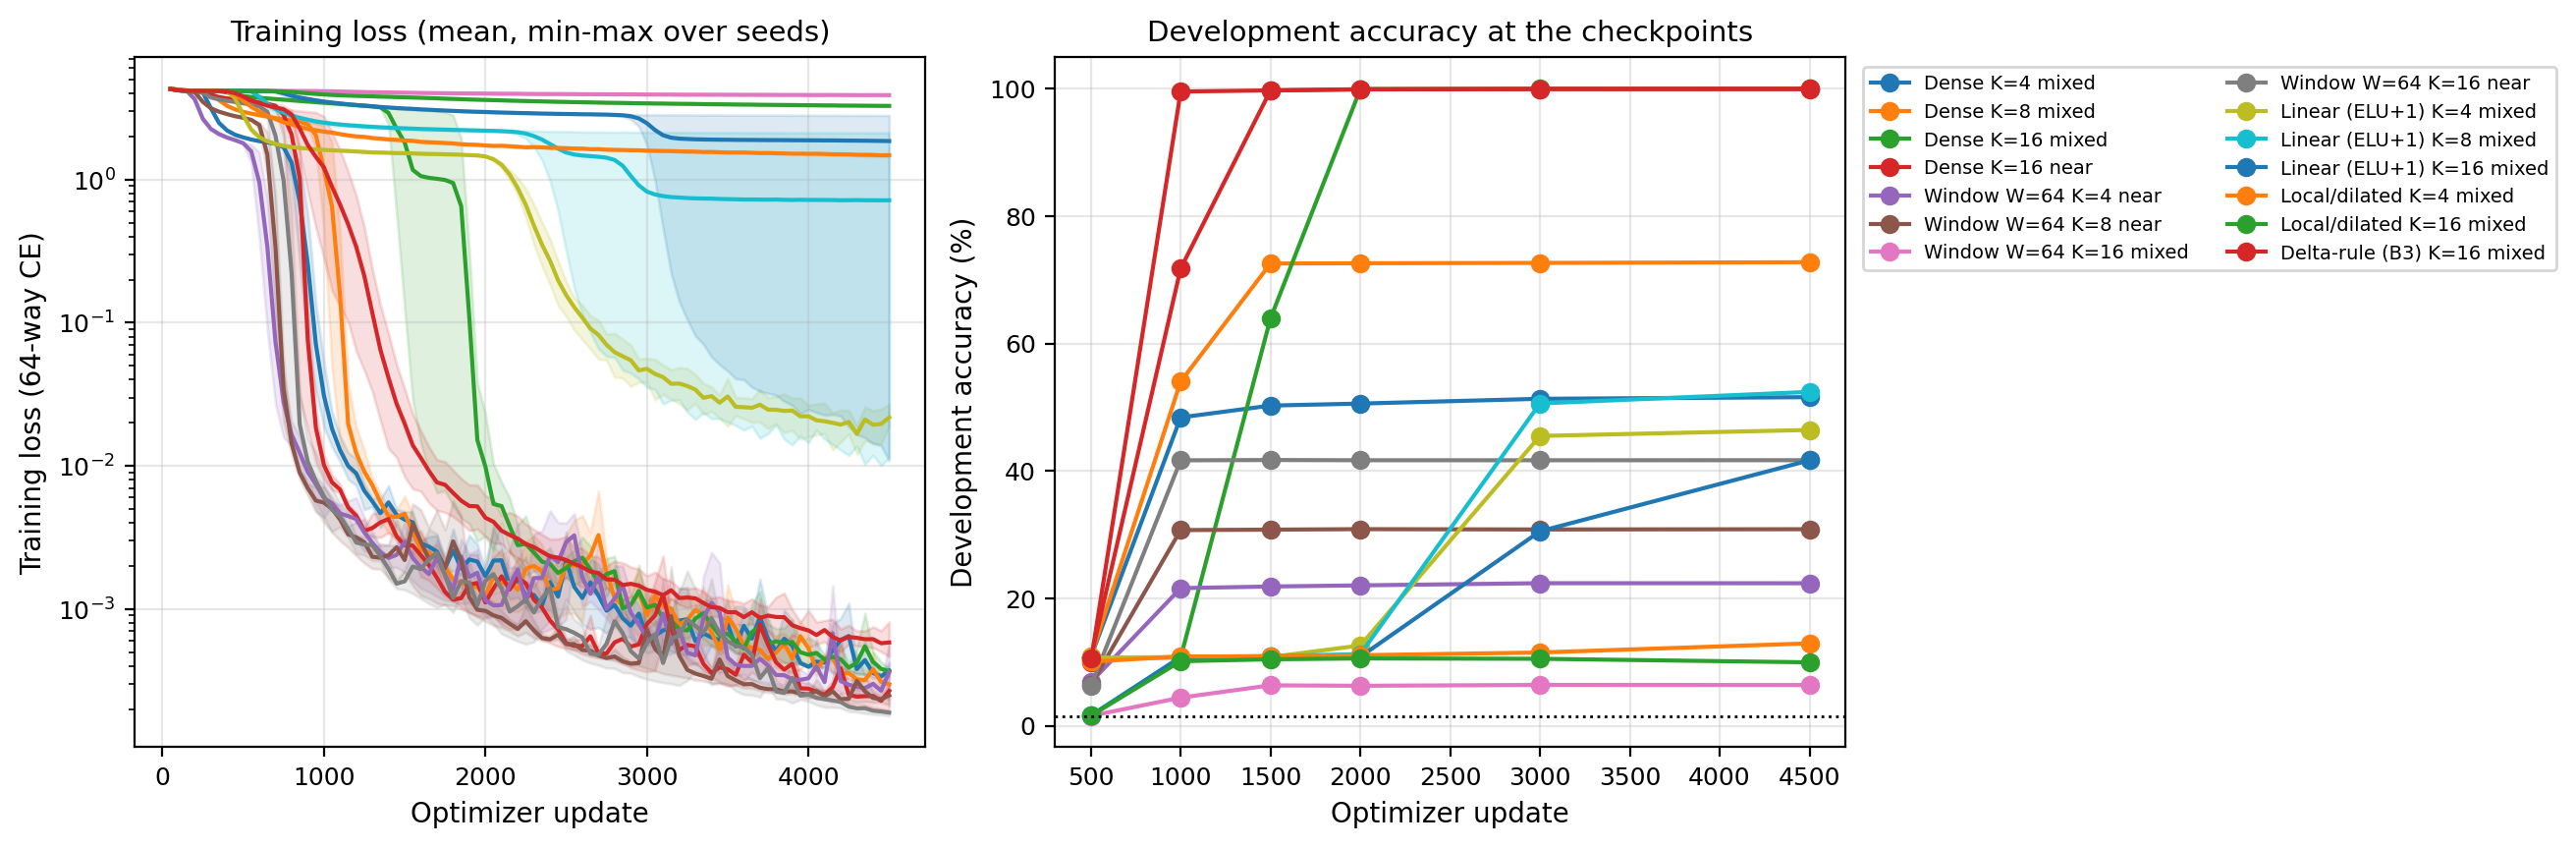 Training loss (mean, min-max over seeds)
Training loss (64-way CE)
10⁰
10⁻¹
10⁻²
10⁻³
0
1000
2000
3000
4000
Optimizer update
Development accuracy at the checkpoints
Development accuracy (%)
100
80
60
40
20
0
500
1000
1500
2000
2500
3000
3500
4000
4500
Optimizer update
Dense K=4 mixed
Dense K=8 mixed
Dense K=16 mixed
Dense K=16 near
Window W=64 K=4 near
Window W=64 K=8 near
Window W=64 K=16 mixed
Window W=64 K=16 near
Linear (ELU+1) K=4 mixed
Linear (ELU+1) K=8 mixed
Linear (ELU+1) K=16 mixed
Local/dilated K=4 mixed
Local/dilated K=16 mixed
Delta-rule (B3) K=16 mixed